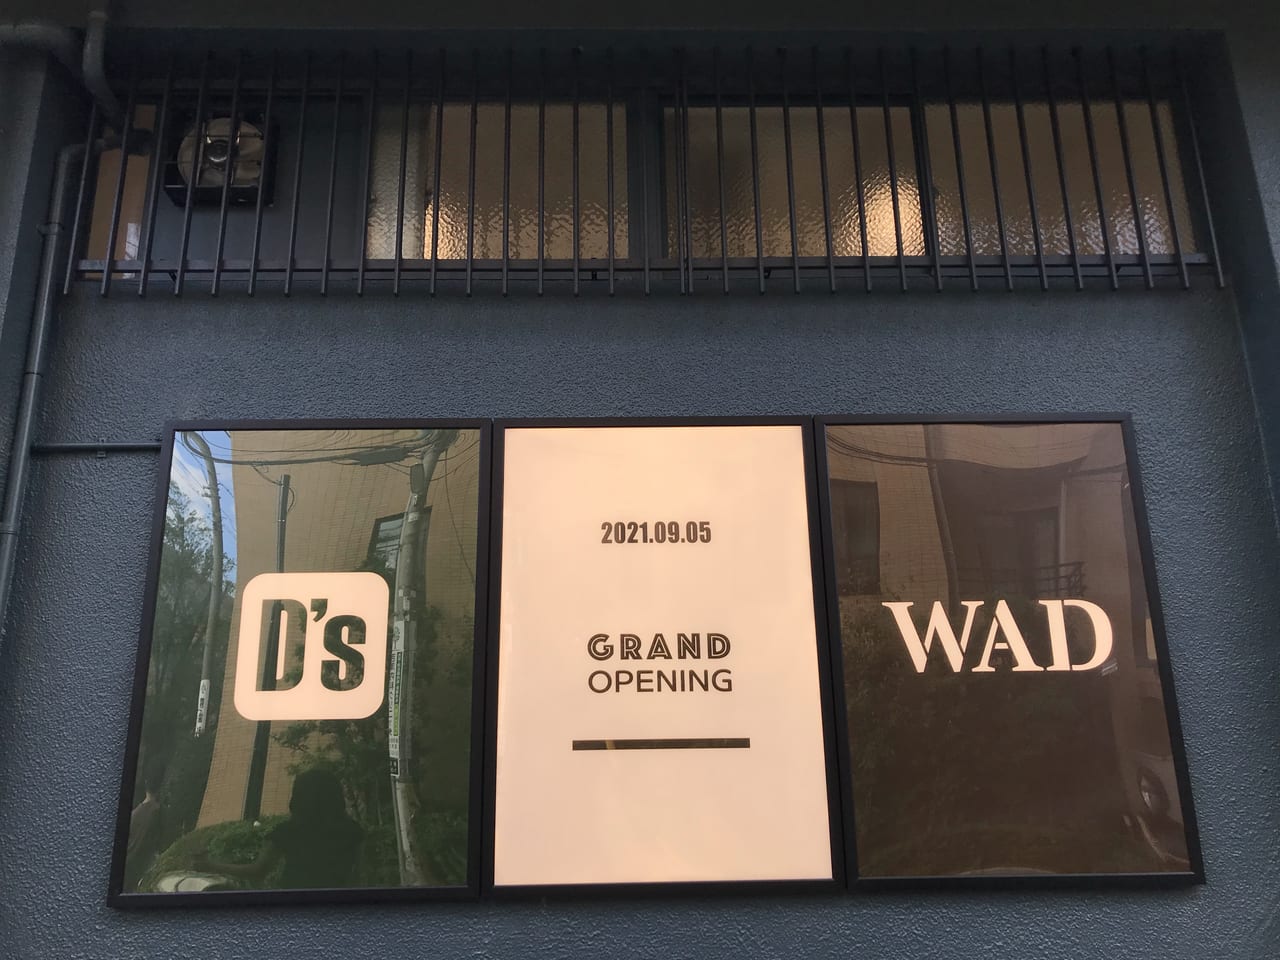 D's
2021.09.05
GRAND
OPENING
WAD